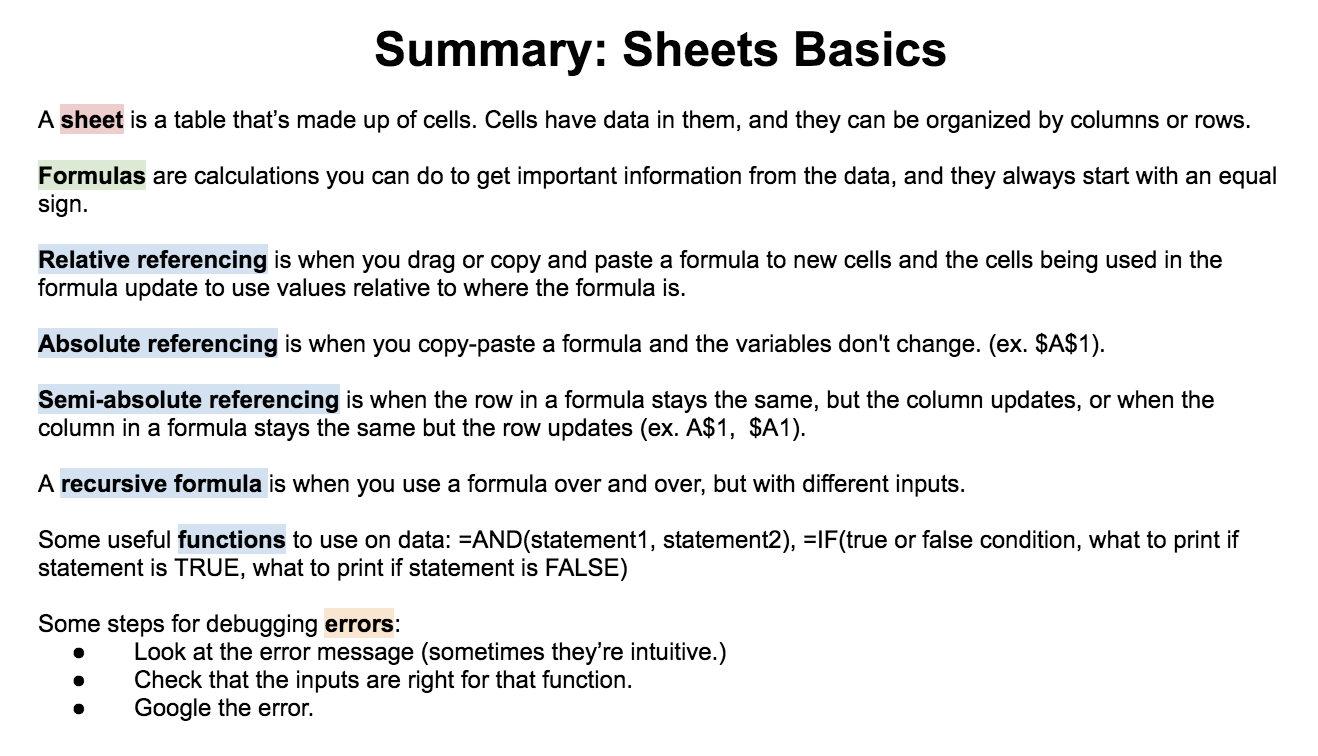 Summary: Sheets Basics
A sheet is a table that’s made up of cells. Cells have data in them, and they can be organized by columns or rows.
Formulas are calculations you can do to get important information from the data, and they always start with an equal
sign.
Relative referencing is when you drag or copy and paste a formula to new cells and the cells being used in the
formula update to use values relative to where the formula is.
Absolute referencing is when you copy-paste a formula and the variables don't change. (ex. $A$1).
Semi-absolute referencing is when the row in a formula stays the same, but the column updates, or when the
column in a formula stays the same but the row updates (ex. A$1,  $A1).
A recursive formula is when you use a formula over and over, but with different inputs.
Some useful functions to use on data: =AND(statement1, statement2), =IF(true or false condition, what to print if
statement is TRUE, what to print if statement is FALSE)
Some steps for debugging errors:
● Look at the error message (sometimes they’re intuitive.)
● Check that the inputs are right for that function.
● Google the error.